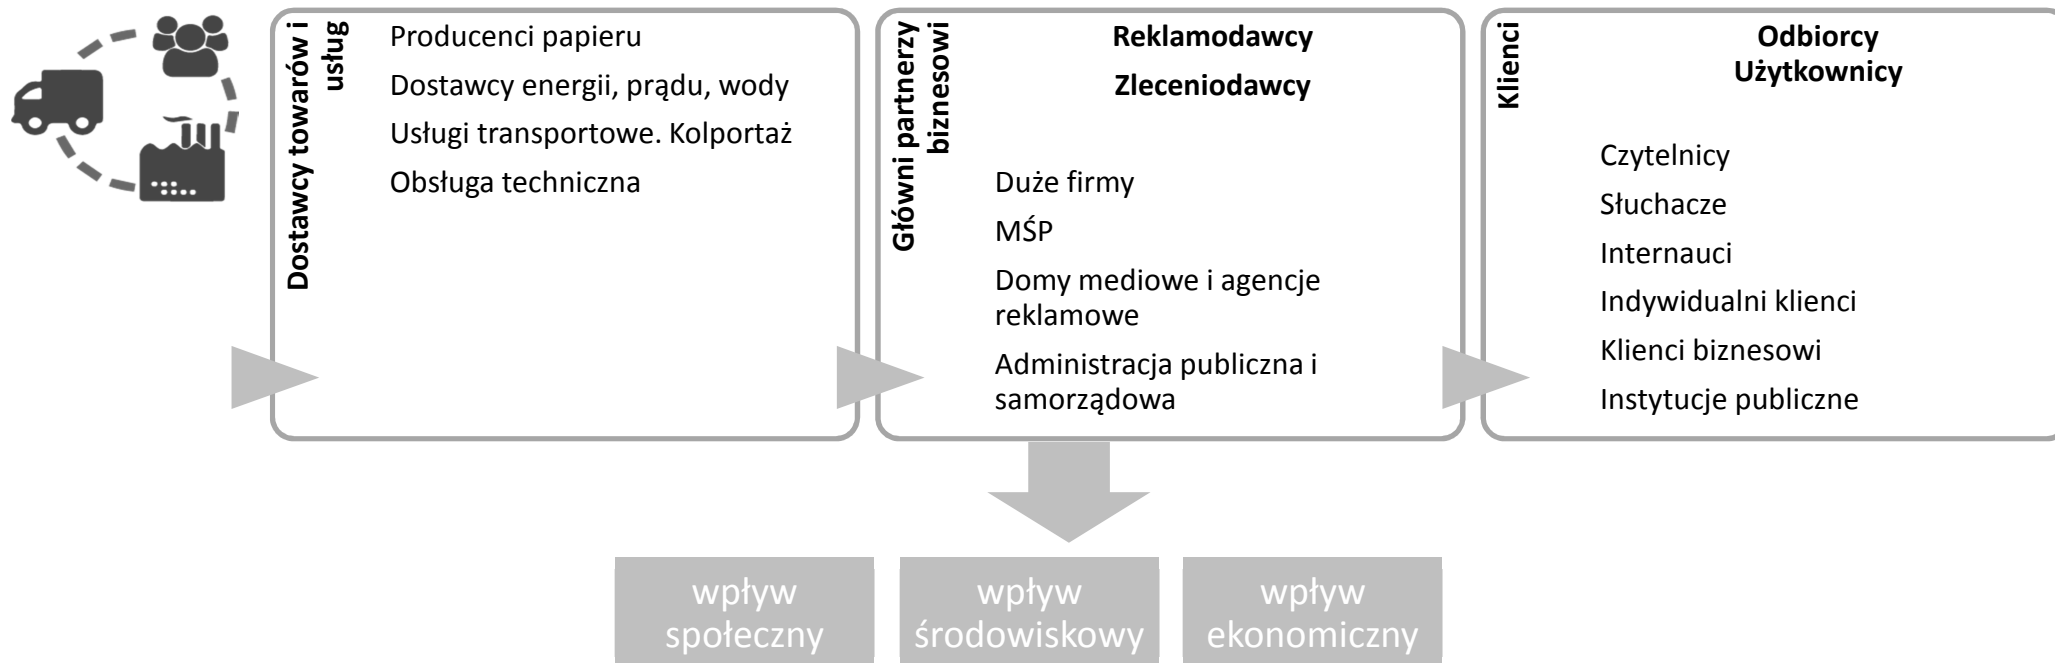 Dostawcy towarów i
usług
Producenci papieru
Dostawcy energii, prądu, wody
Usługi transportowe. Kolportaż
Obsługa techniczna
Główni partnerzy
biznesowi
Reklamodawcy
Zleceniodawcy
Duże firmy
MŚP
Domy mediowe i agencje
reklamowe
Administracja publiczna i
samorządowa
Klienci
Odbiorcy
Użytkownicy
Czytelnicy
Słuchacze
Internauci
Indywidualni klienci
Klienci biznesowi
Instytucje publiczne
wpływ
społeczny
wpływ
środowiskowy
wpływ
ekonomiczny